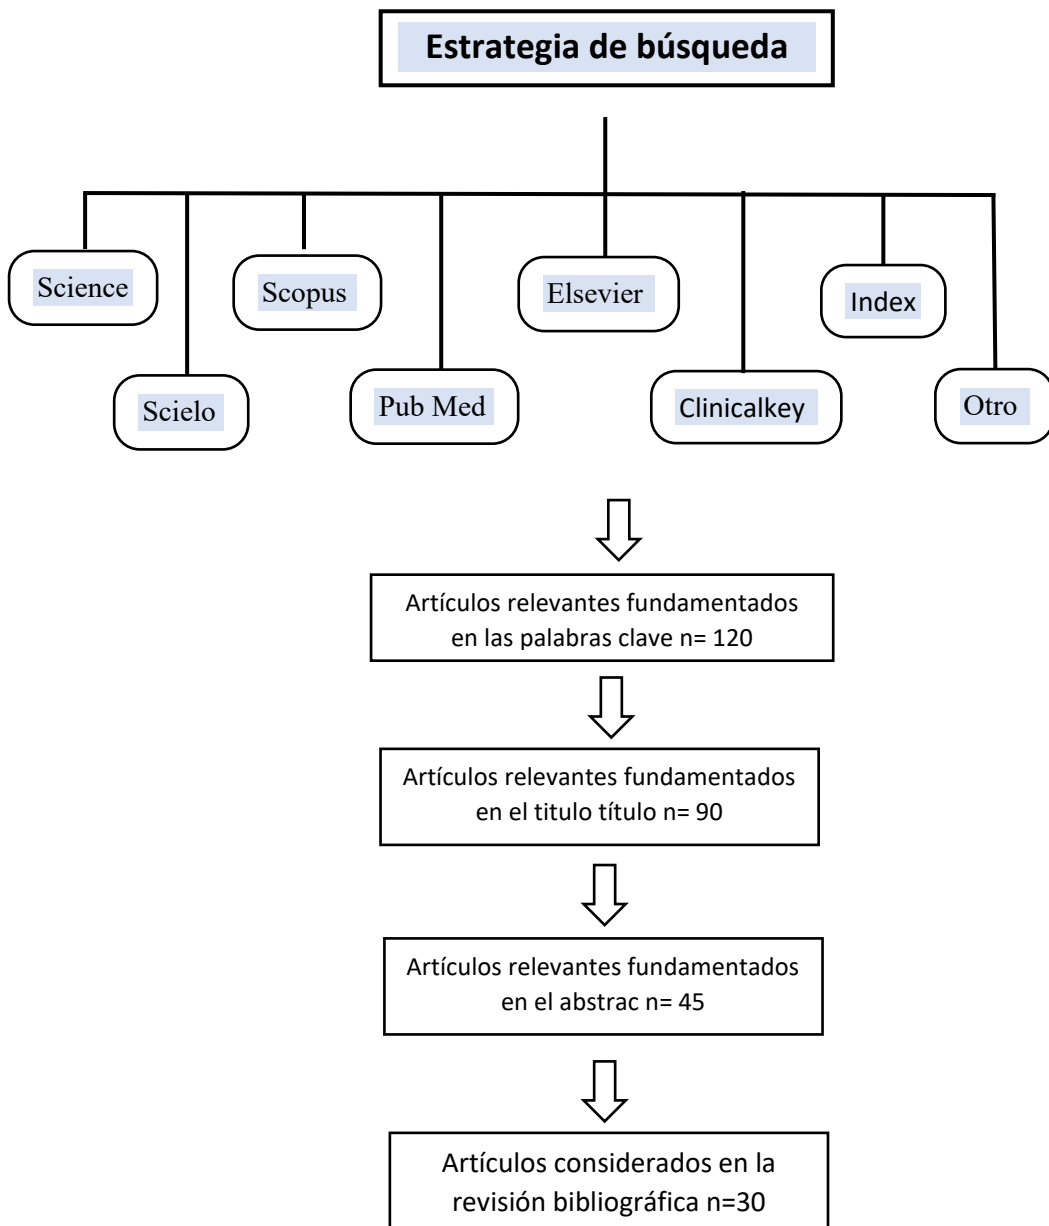 Estrategia de búsqueda
Science
Scopus
Elsevier
Index
Scielo
Pub Med
Clinicalkey
Otro
Artículos relevantes fundamentados
en las palabras clave n= 120
Artículos relevantes fundamentados
en el titulo título n= 90
Artículos relevantes fundamentados
en el abstrac n= 45
Artículos considerados en la
revisión bibliográfica n=30